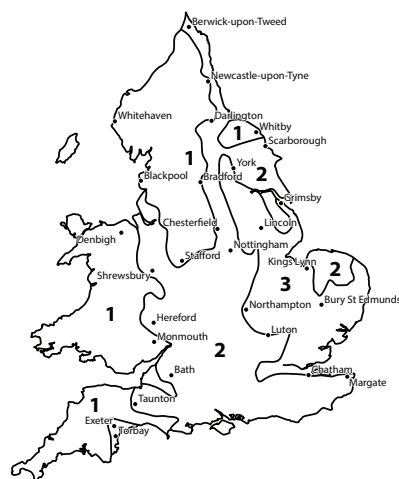 Berwick-upon-Tweed
Newcastle-upon-Tyne
Whitehaven
Darlington
1
Whitby
Scarborough
1
York
2
Blackpool
Bradford
Grimsby
Chesterfield
Lincoln
Denbigh
Nottingham
Stafford
Kings Lynn
2
Shrewsbury
3
Bury St Edmunds
1
Hereford
Northampton
Monmouth
2
Luton
Bath
Chatham
Margate
1
Taunton
Exeter
Torbay